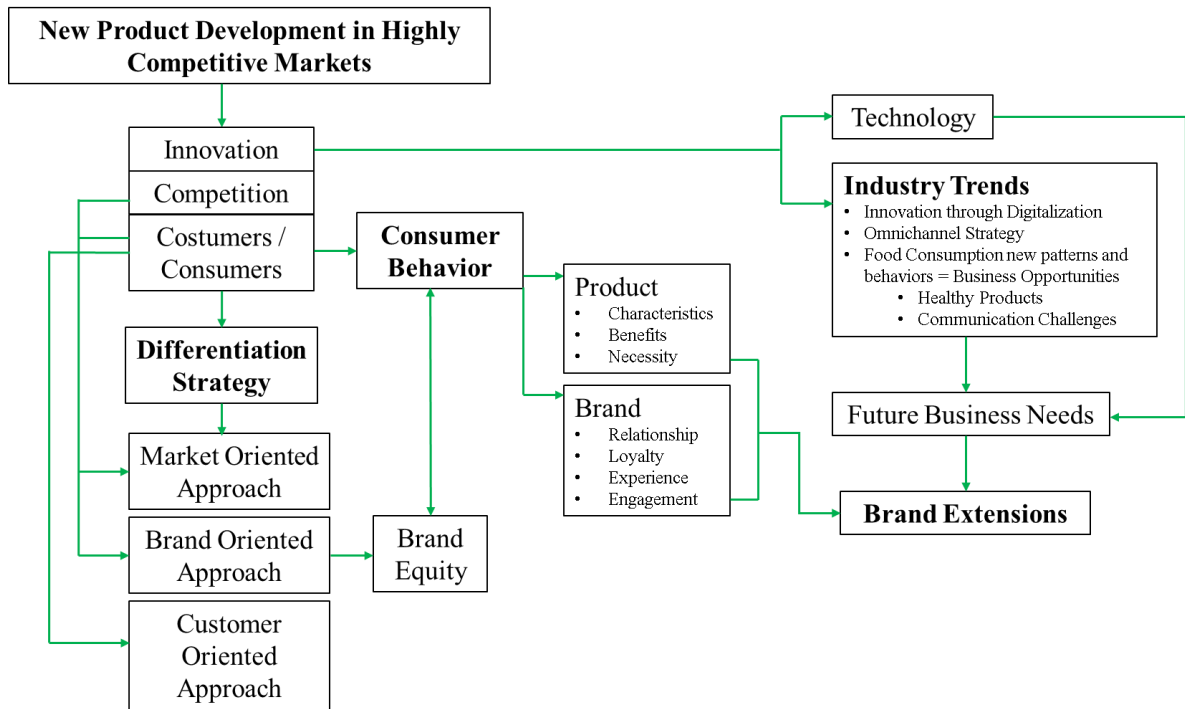 New Product Development in Highly
Competitive Markets
Innovation
Competition
Costumers /
Consumers
Differentiation
Strategy
Market Oriented
Approach
Brand Oriented
Approach
Customer
Oriented
Approach
Consumer
Behavior
Brand
Equity
Product
• Characteristics
• Benefits
• Necessity
Brand
• Relationship
• Loyalty
• Experience
• Engagement
Technology
Industry Trends
• Innovation through Digitalization
• Omnichannel Strategy
• Food Consumption new patterns and
behaviors = Business Opportunities
• Healthy Products
• Communication Challenges
Future Business Needs
Brand Extensions